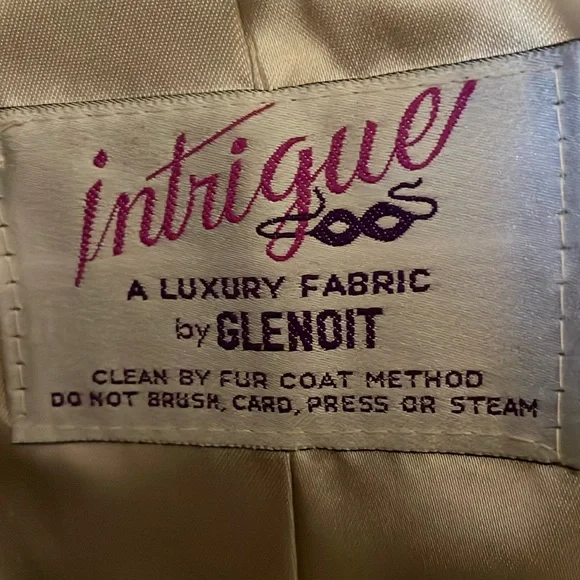 intrigue
A LUXURY FABRIC
by GLENOIT
CLEAN BY FUR COAT METHOD
DO NOT BRUSH, CARD, PRESS OR STEAM